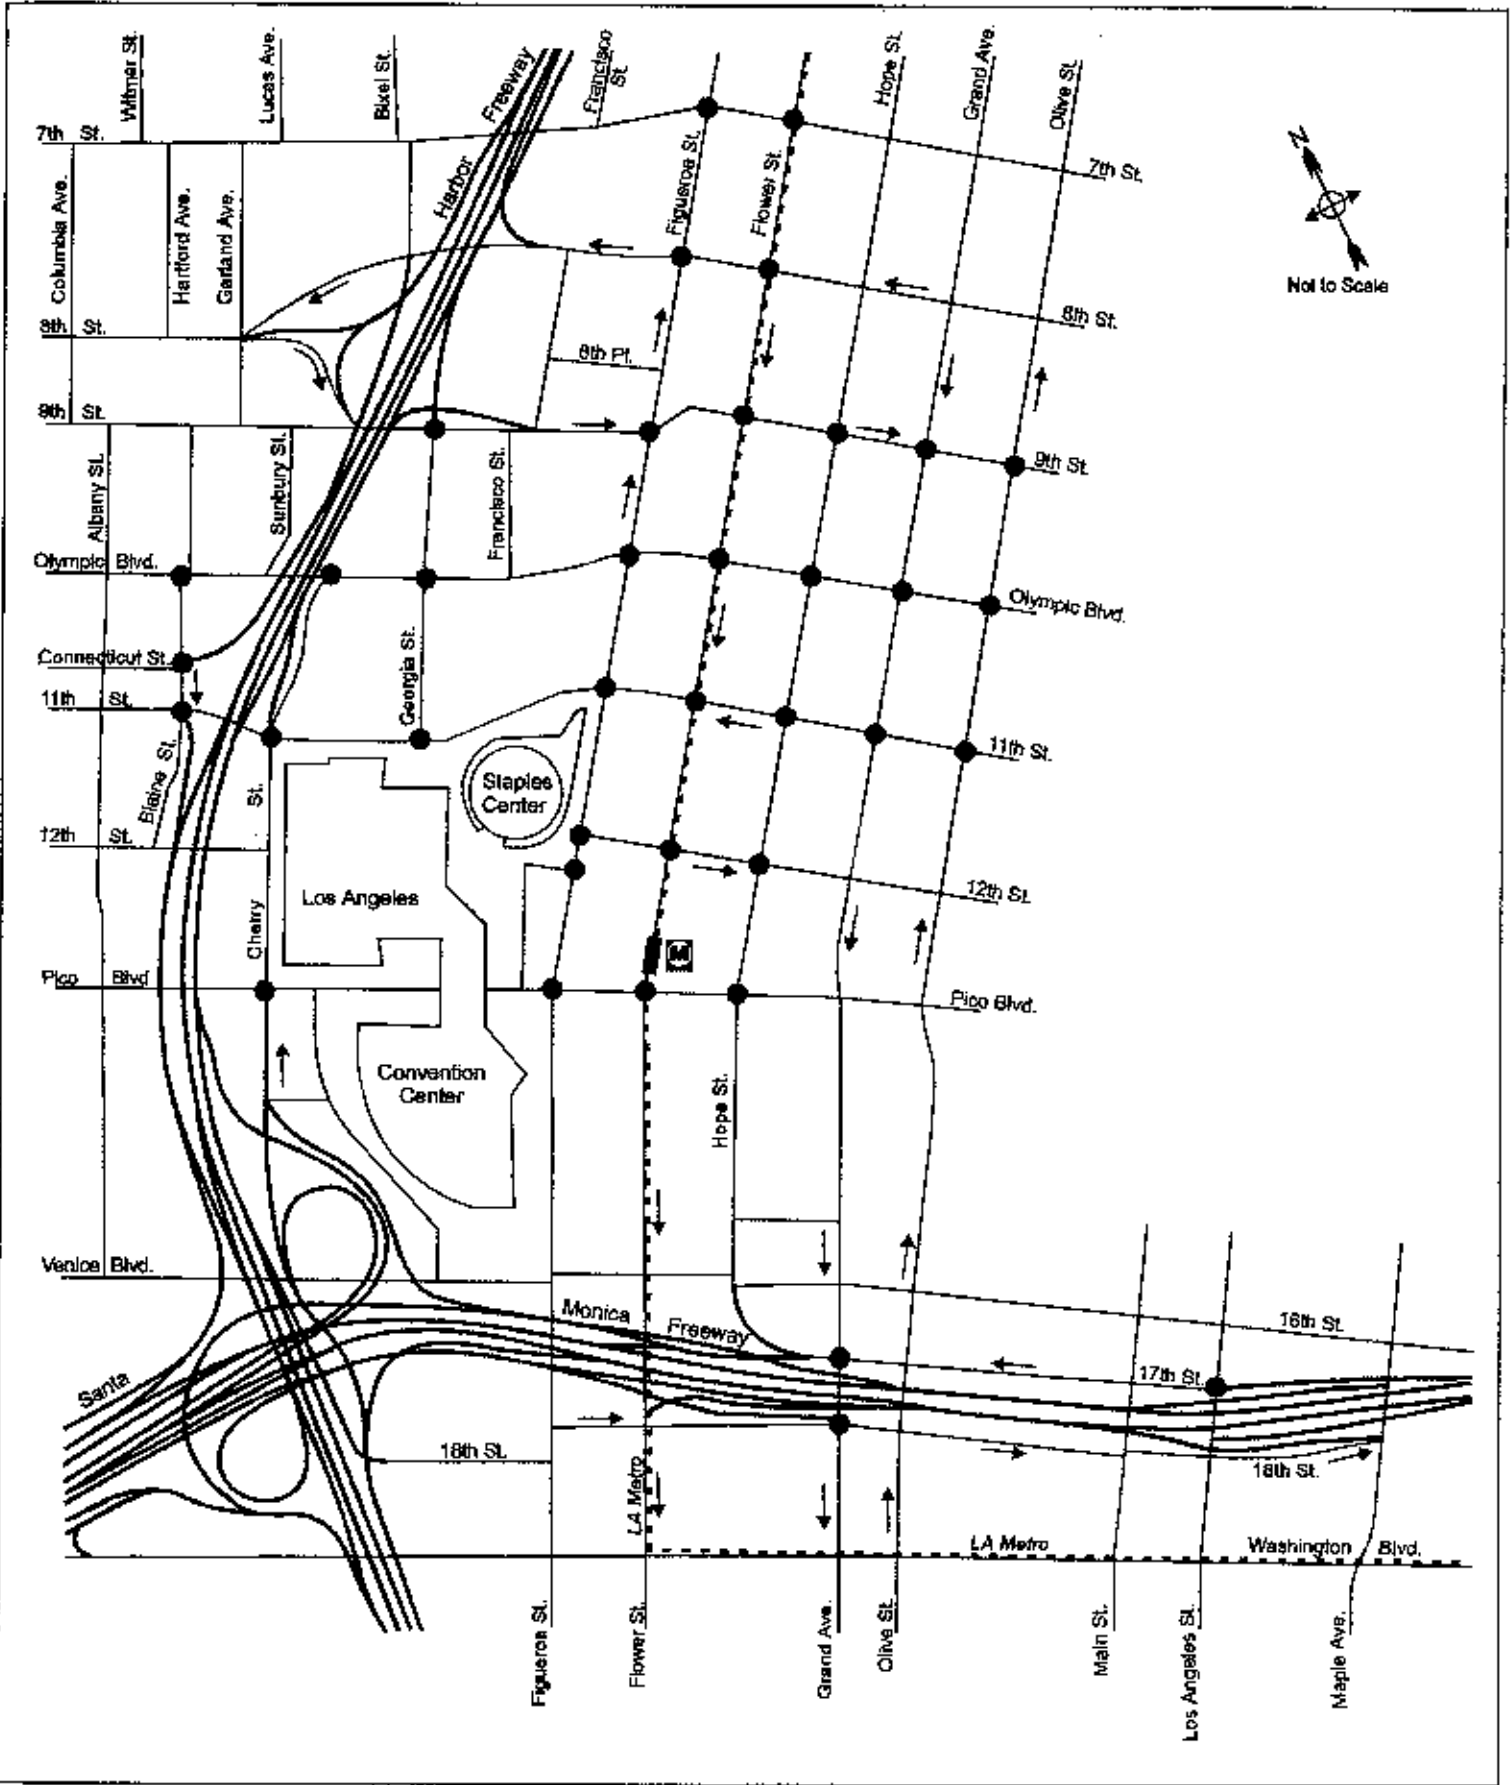 Witmer St.
Lucas Ave.
Bixel St.
Freeway
Francisco
St.
Hope St.
Grand Ave.
Olive St.
7th St.
Harbor
Figueroa St.
Flower St.
7th St.
N
Columbia Ave.
Hartford Ave.
Garland Ave.
Not to Scale
8th St.
8th St.
8th Pl.
9th St.
9th St.
Albany St.
Sunbury St.
Francisco St.
Olympic Blvd.
Olympic Blvd.
Connecticut St.
Georgia St.
11th St.
11th St.
Blaine St.
Staples
Center
12th St.
12th St.
Cherry St.
Los Angeles
M
Pico Blvd
Pico Blvd.
Convention
Center
Hope St.
Venice Blvd.
Monica
Freeway
16th St.
Santa
17th St.
18th St.
18th St.
LA Metro
LA Metro
Washington Blvd.
Figueroa St.
Flower St.
Grand Ave.
Olive St.
Main St.
Los Angeles St.
Maple Ave.